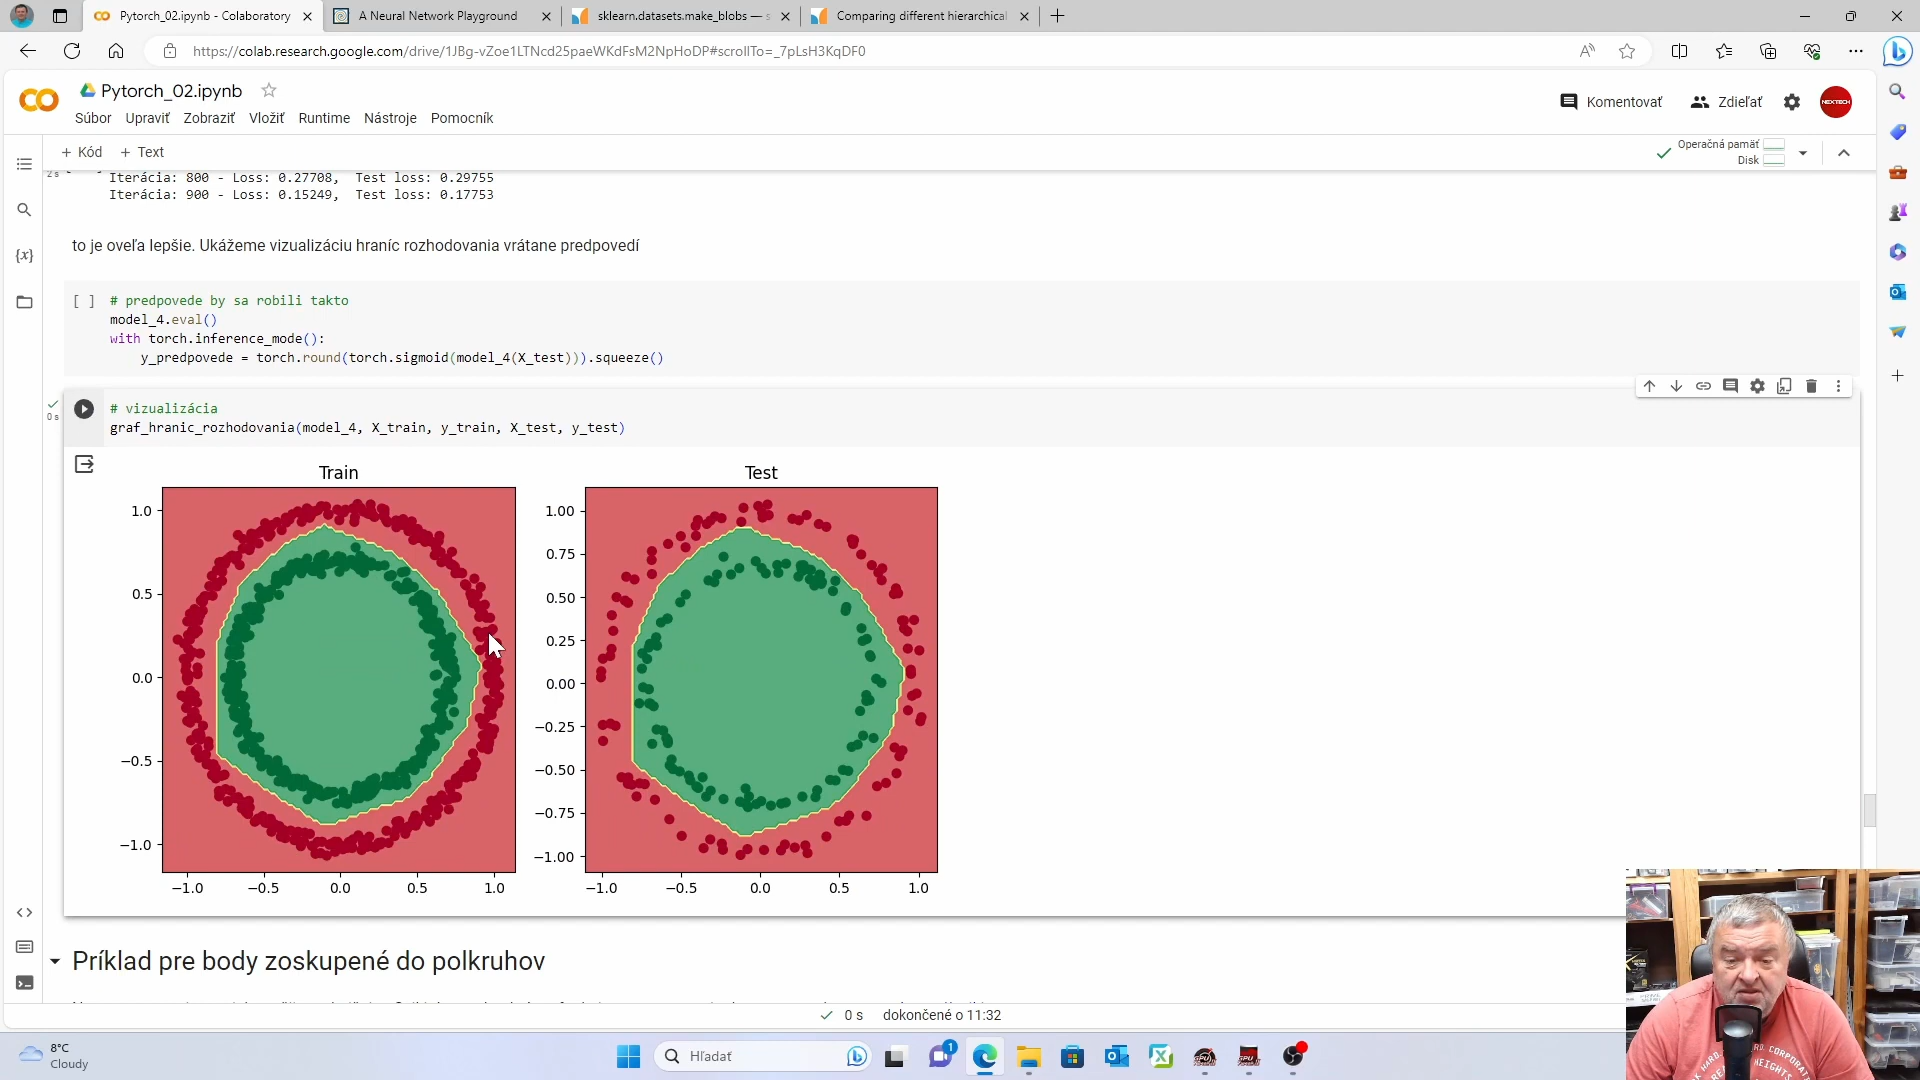 Pytorch_02.ipynb - Colaboratory
A Neural Network Playground
sklearn.datasets.make_blobs — s
Comparing different hierarchical
https://colab.research.google.com/drive/1JBg-vZoe1LTNcd25paeWKdFsM2NpHoDP#scrollTo=_7pLsH3KqDF0
Pytorch_02.ipynb
Súbor Upraviť Zobraziť Vložiť Runtime Nástroje Pomocník
Komentovať
Zdieľať
NEXTECH
+ Kód + Text
Operačná pamäť
Disk
2 s
Iterácia: 800 - Loss: 0.27708, Test loss: 0.29755
Iterácia: 900 - Loss: 0.15249, Test loss: 0.17753
to je oveľa lepšie. Ukážeme vizualizáciu hraníc rozhodovania vrátane predpovedí
[ ] # predpovede by sa robili takto
model_4.eval()
with torch.inference_mode():
y_predpovede = torch.round(torch.sigmoid(model_4(X_test))).squeeze()
0 s
# vizualizácia
graf_hranic_rozhodovania(model_4, X_train, y_train, X_test, y_test)
Train
1.0
0.5
0.0
−0.5
−1.0
−1.0 −0.5 0.0 0.5 1.0
Test
1.00
0.75
0.50
0.25
0.00
−0.25
−0.50
−0.75
−1.00
−1.0 −0.5 0.0 0.5 1.0
Príklad pre body zoskupené do polkruhov
0 s dokončené o 11:32
8°C
Cloudy
Hľadať
1